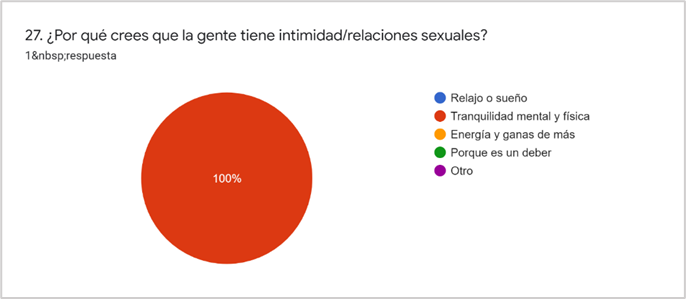 27. ¿Por qué crees que la gente tiene intimidad/relaciones sexuales?
1&nbsp;respuesta
Relajo o sueño
Tranquilidad mental y física
Energía y ganas de más
Porque es un deber
Otro
100%